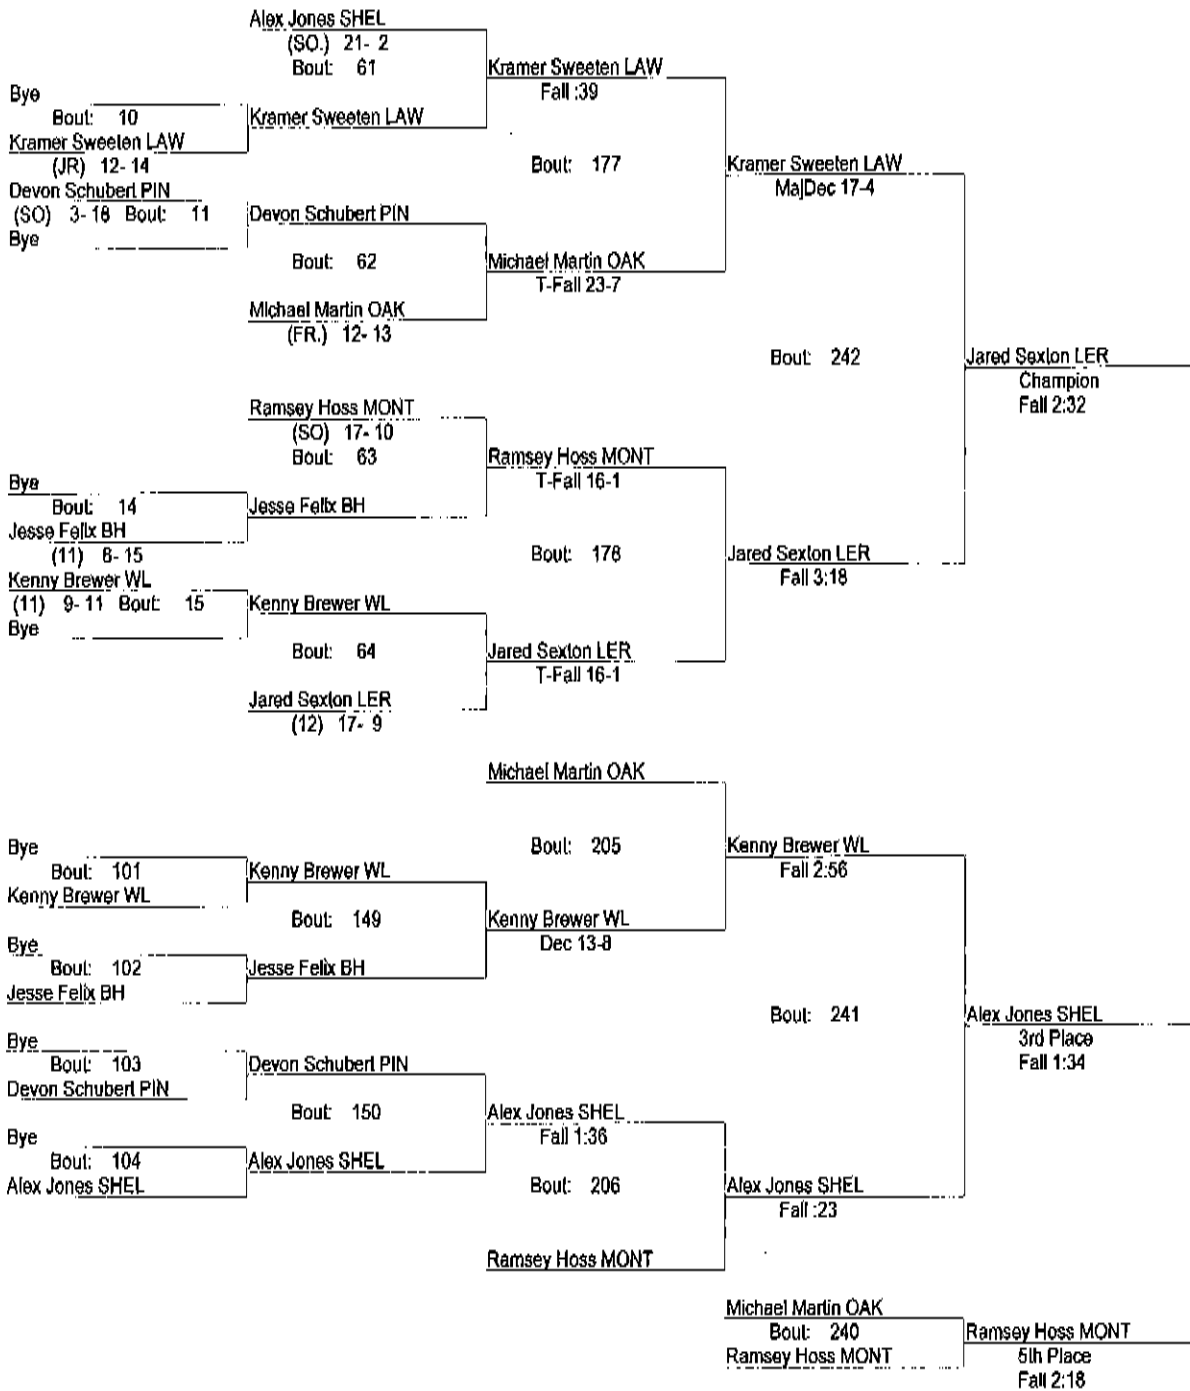 Alex Jones SHEL
(SO.) 21- 2
Bout: 61
Kramer Sweeten LAW
Fall :39
Bye
Bout: 10
Kramer Sweeten LAW
Kramer Sweeten LAW
(JR) 12- 14
Bout: 177
Kramer Sweeten LAW
MajDec 17-4
Devon Schubert PIN
(SO) 3- 18 Bout: 11
Devon Schubert PIN
Bye
Bout: 62
Michael Martin OAK
T-Fall 23-7
Michael Martin OAK
(FR.) 12- 13
Bout: 242
Jared Sexton LER
Champion
Fall 2:32
Ramsey Hoss MONT
(SO) 17- 10
Bout: 63
Ramsey Hoss MONT
T-Fall 16-1
Bye
Bout: 14
Jesse Felix BH
Jesse Felix BH
(11) 8- 15
Bout: 178
Jared Sexton LER
Fall 3:18
Kenny Brewer WL
(11) 9- 11 Bout: 15
Kenny Brewer WL
Bye
Bout: 64
Jared Sexton LER
T-Fall 16-1
Jared Sexton LER
(12) 17- 9
Michael Martin OAK
Bout: 205
Kenny Brewer WL
Fall 2:56
Bye
Bout: 101
Kenny Brewer WL
Kenny Brewer WL
Bout: 149
Kenny Brewer WL
Dec 13-8
Bye
Bout: 102
Jesse Felix BH
Jesse Felix BH
Bout: 241
Alex Jones SHEL
3rd Place
Fall 1:34
Bye
Bout: 103
Devon Schubert PIN
Devon Schubert PIN
Bout: 150
Alex Jones SHEL
Fall 1:36
Bye
Bout: 104
Alex Jones SHEL
Alex Jones SHEL
Bout: 206
Alex Jones SHEL
Fall :23
Ramsey Hoss MONT
Michael Martin OAK
Bout: 240
Ramsey Hoss MONT
Ramsey Hoss MONT
5th Place
Fall 2:18